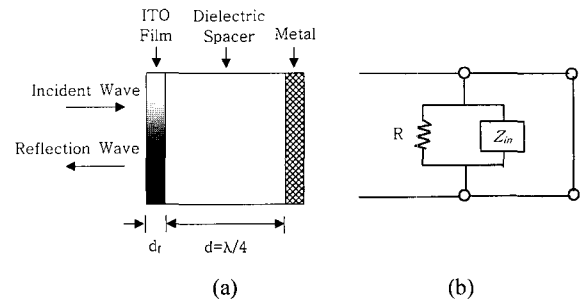 ITO Film
Dielectric Spacer
Metal
Incident Wave
Reflection Wave
df
d=λ/4
(a)
R
Zin
(b)